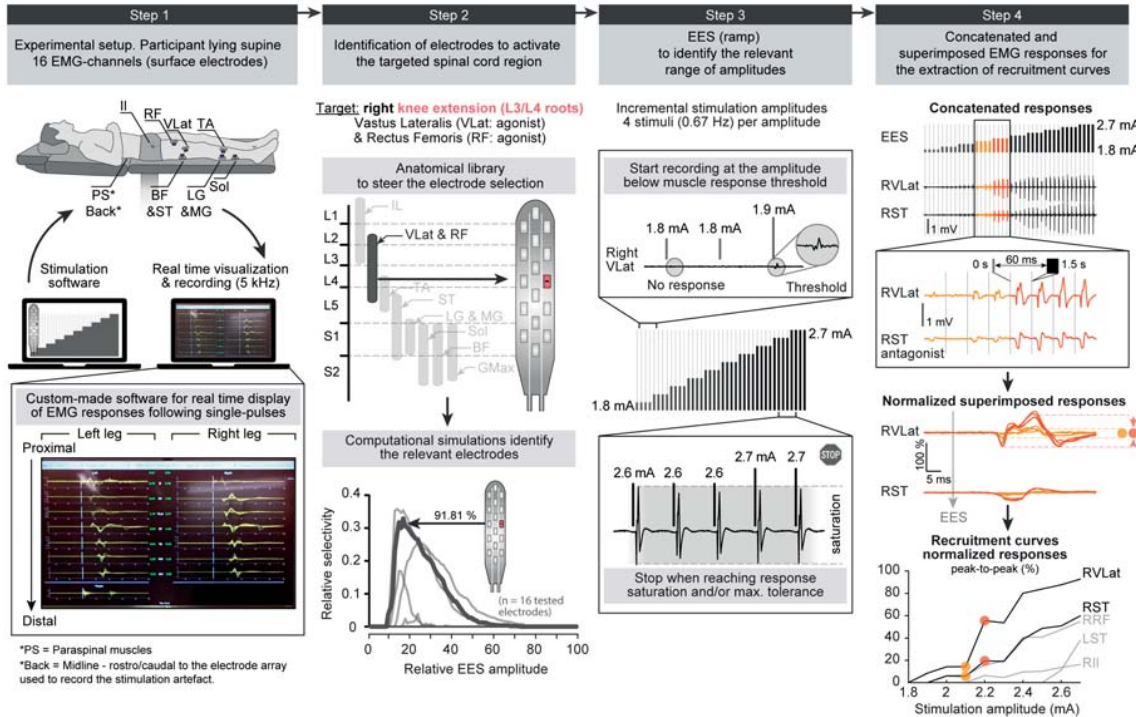 Step 1
Experimental setup. Participant lying supine
16 EMG-channels (surface electrodes)
II
RF
VLat
TA
PS*
Back*
BF
&ST
LG
&MG
Sol
Stimulation
software
Real time visualization
& recording (5 kHz)
Custom-made software for real time display
of EMG responses following single-pulses
Left leg
Right leg
Proximal
Distal
*PS = Paraspinal muscles
*Back = Midline - rostro/caudal to the electrode array
used to record the stimulation artefact.
Step 2
Identification of electrodes to activate
the targeted spinal cord region
Target: right knee extension (L3/L4 roots)
Vastus Lateralis (VLat: agonist)
& Rectus Femoris (RF: agonist)
Anatomical library
to steer the electrode selection
L1
L2
L3
L4
L5
S1
S2
IL
VLat & RF
TA
ST
LG & MG
Sol
BF
GMax
Computational simulations identify
the relevant electrodes
Relative selectivity
0.4
0.3
0.2
0.1
0
91.81 %
(n = 16 tested
electrodes)
0 20 40 60 80 100
Relative EES amplitude
Step 3
EES (ramp)
to identify the relevant
range of amplitudes
Incremental stimulation amplitudes
4 stimuli (0.67 Hz) per amplitude
Start recording at the amplitude
below muscle response threshold
1.9 mA
1.8 mA 1.8 mA
Right
VLat
No response
Threshold
2.7 mA
1.8 mA
STOP
2.6 mA 2.6 2.6 2.7 mA 2.7
saturation
Stop when reaching response
saturation and/or max. tolerance
Step 4
Concatenated and
superimposed EMG responses for
the extraction of recruitment curves
Concatenated responses
EES
2.7 mA
1.8 mA
RVLat
RST
1 mV
0 s
60 ms
1.5 s
RVLat
1 mV
RST
antagonist
Normalized superimposed responses
RVLat
100 %
5 ms
RST
EES
Recruitment curves
normalized responses
peak-to-peak (%)
100
80
60
40
20
0
RVLat
RST
RRF
LST
RII
1.8 2 2.2 2.4 2.6
Stimulation amplitude (mA)